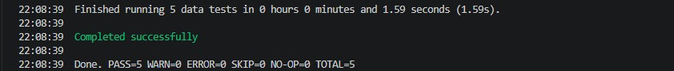 22:08:39 Finished running 5 data tests in 0 hours 0 minutes and 1.59 seconds (1.59s).
22:08:39
22:08:39 Completed successfully
22:08:39
22:08:39 Done. PASS=5 WARN=0 ERROR=0 SKIP=0 NO-OP=0 TOTAL=5